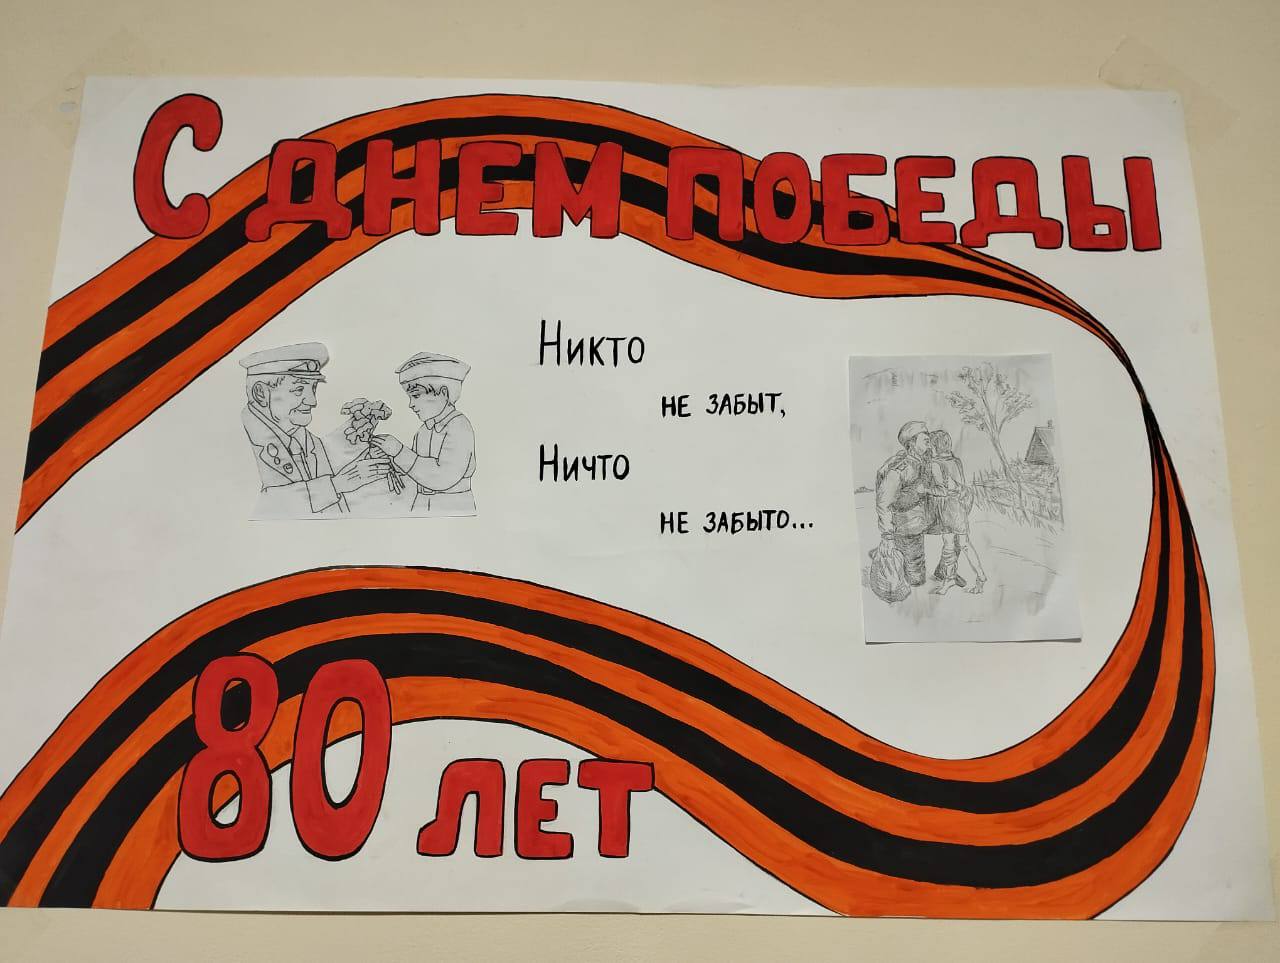 С ДНЕМ ПОБЕДЫ
Никто
НЕ ЗАБЫТ,
Ничто
НЕ ЗАБЫТО...
80 ЛЕТ